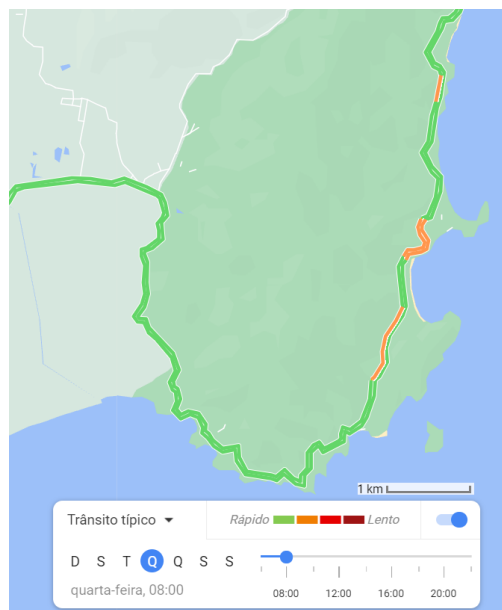 1 km
Trânsito típico Rápido Lento
D S T Q Q S S
quarta-feira, 08:00
08:00 12:00 16:00 20:00